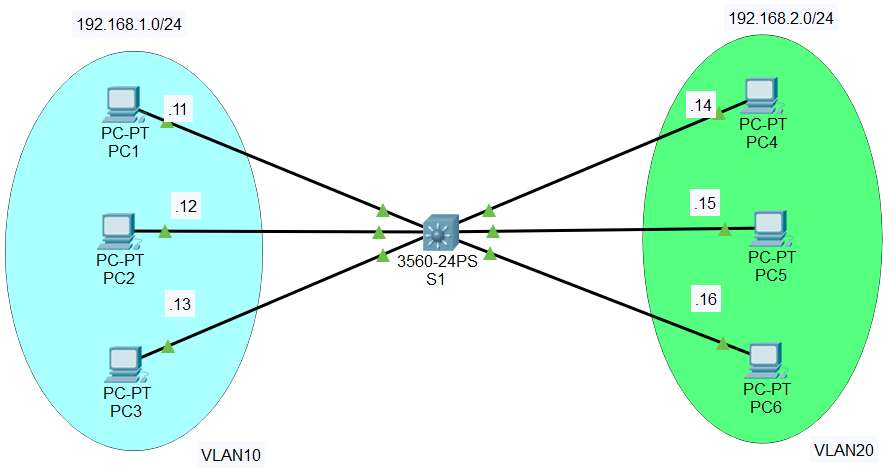 192.168.1.0/24
192.168.2.0/24
.11
PC-PT
PC1
.14
PC-PT
PC4
.12
PC-PT
PC2
3560-24PS
S1
.15
PC-PT
PC5
.13
PC-PT
PC3
.16
PC-PT
PC6
VLAN10
VLAN20